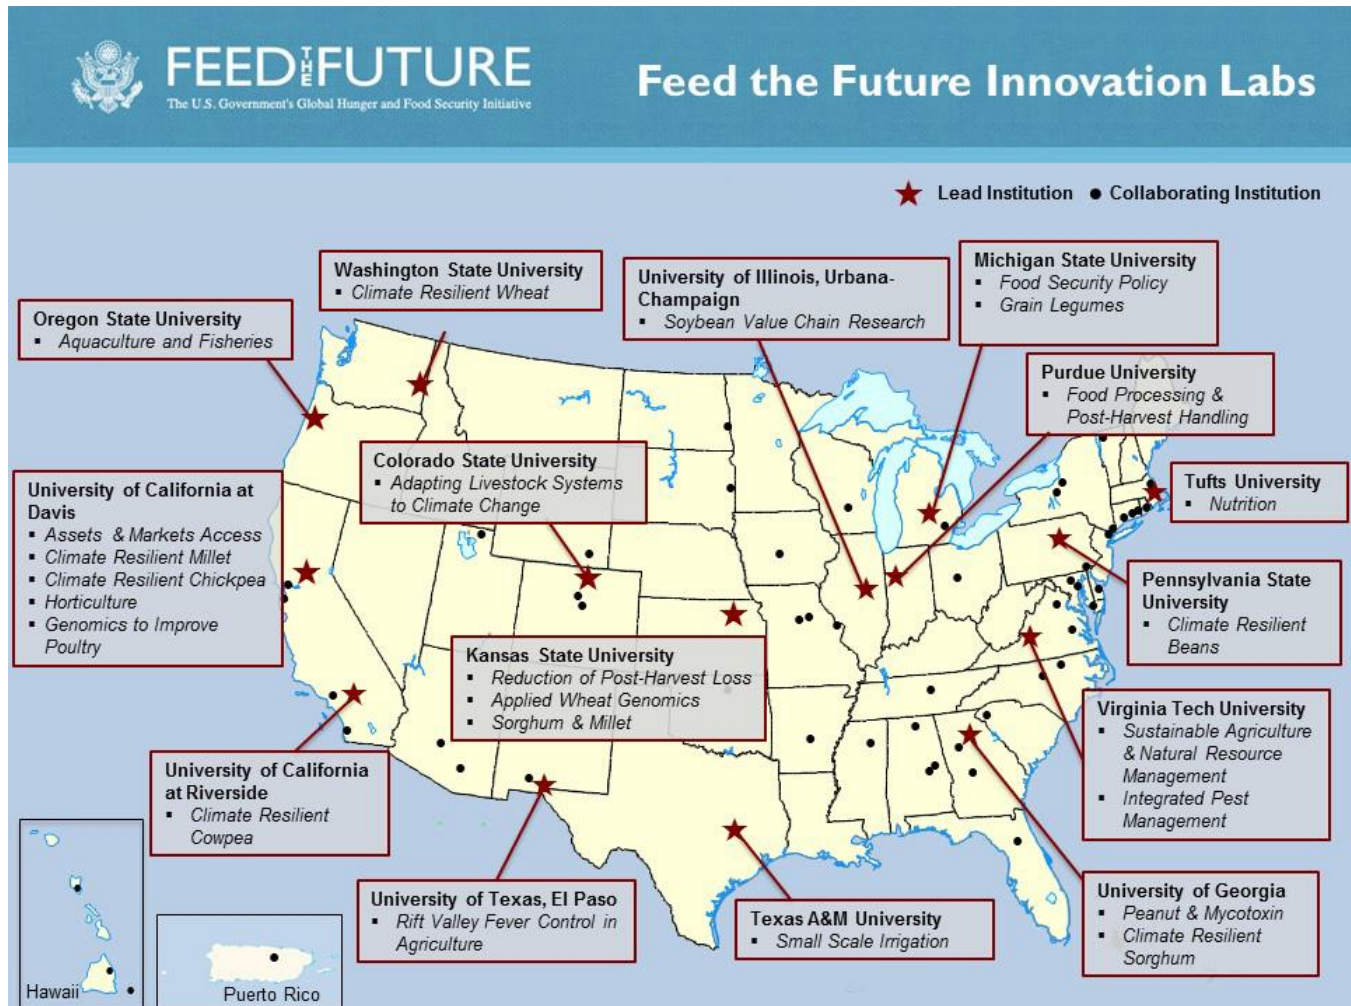 FEED THE FUTURE
The U.S. Government's Global Hunger and Food Security Initiative
Feed the Future Innovation Labs
Lead Institution
Collaborating Institution
Washington State University
▪ Climate Resilient Wheat
University of Illinois, Urbana-
Champaign
▪ Soybean Value Chain Research
Michigan State University
▪ Food Security Policy
▪ Grain Legumes
Oregon State University
▪ Aquaculture and Fisheries
Purdue University
▪ Food Processing &
Post-Harvest Handling
Colorado State University
▪ Adapting Livestock Systems
to Climate Change
Tufts University
▪ Nutrition
University of California at
Davis
▪ Assets & Markets Access
▪ Climate Resilient Millet
▪ Climate Resilient Chickpea
▪ Horticulture
▪ Genomics to Improve
Poultry
Pennsylvania State
University
▪ Climate Resilient
Beans
Kansas State University
▪ Reduction of Post-Harvest Loss
▪ Applied Wheat Genomics
▪ Sorghum & Millet
Virginia Tech University
▪ Sustainable Agriculture
& Natural Resource
Management
▪ Integrated Pest
Management
University of California
at Riverside
▪ Climate Resilient
Cowpea
University of Texas, El Paso
▪ Rift Valley Fever Control in
Agriculture
Texas A&M University
▪ Small Scale Irrigation
University of Georgia
▪ Peanut & Mycotoxin
▪ Climate Resilient
Sorghum
Hawaii
Puerto Rico